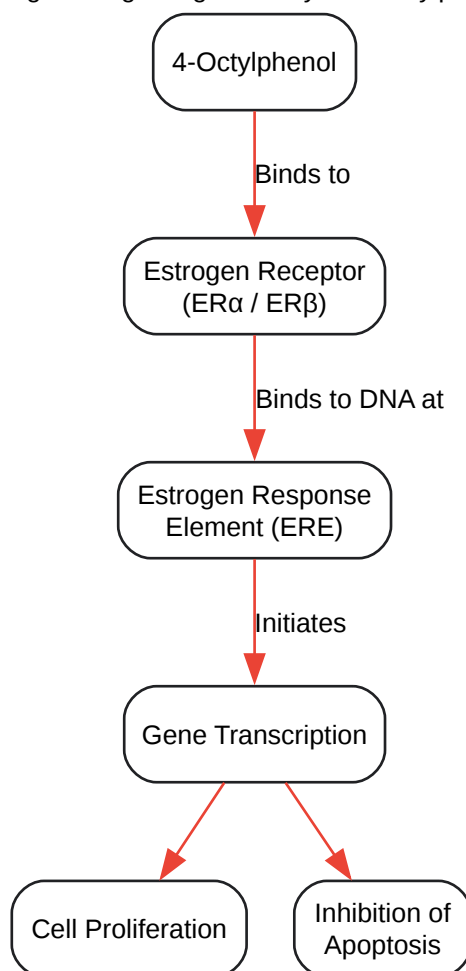 4-Octylphenol
Binds to
Estrogen Receptor
(ERα / ERβ)
Binds to DNA at
Estrogen Response
Element (ERE)
Initiates
Gene Transcription
Cell Proliferation
Inhibition of
Apoptosis